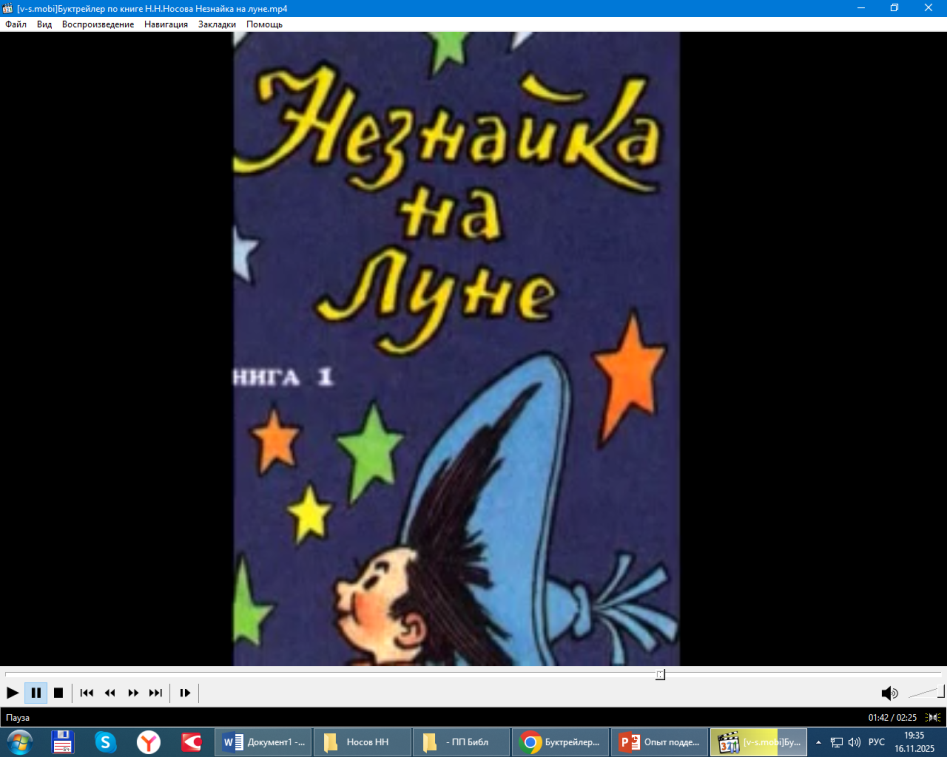 [v-s.mobi]Буктрейлер по книге Н.Н.Носова Незнайка на луне.mp4
Файл Вид Воспроизведение Навигация Закладки Помощь
Незнайка
на
Луне
НИГА 1
Пауза
01:42 / 02:25
Документ1 -...
Носов НН
- ПП Библ
Буктрейлер...
Опыт подде...
[v-s.mobi]Бу...
РУС
19:35
16.11.2025